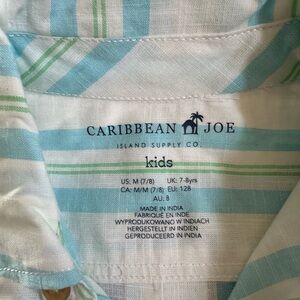 CARIBBEAN JOE
ISLAND SUPPLY CO.
kids
US: M (7/8) UK: 7-8yrs
CA: M/M (7/8) EU: 128
AU: 8
MADE IN INDIA
FABRIQUÉ EN INDE
WYPRODUKOWANO W INDIACH
HERGESTELLT IN INDIEN
GEPRODUCEERD IN INDIA